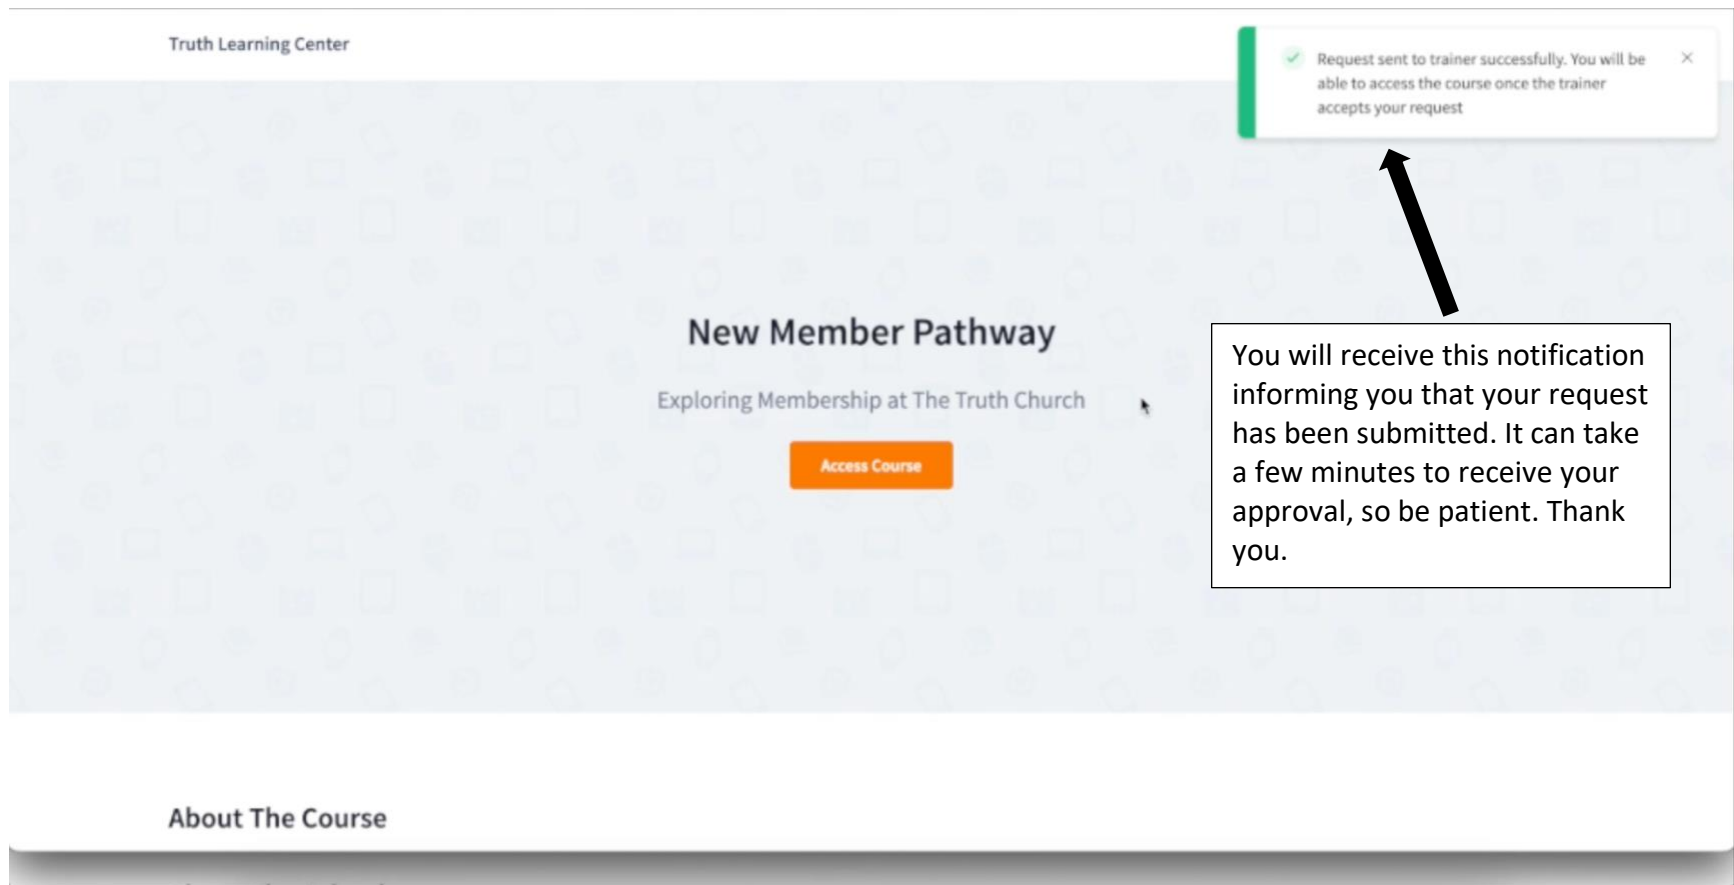 Truth Learning Center
Request sent to trainer successfully. You will be
able to access the course once the trainer
accepts your request
New Member Pathway
Exploring Membership at The Truth Church
Access Course
You will receive this notification
informing you that your request
has been submitted. It can take
a few minutes to receive your
approval, so be patient. Thank
you.
About The Course